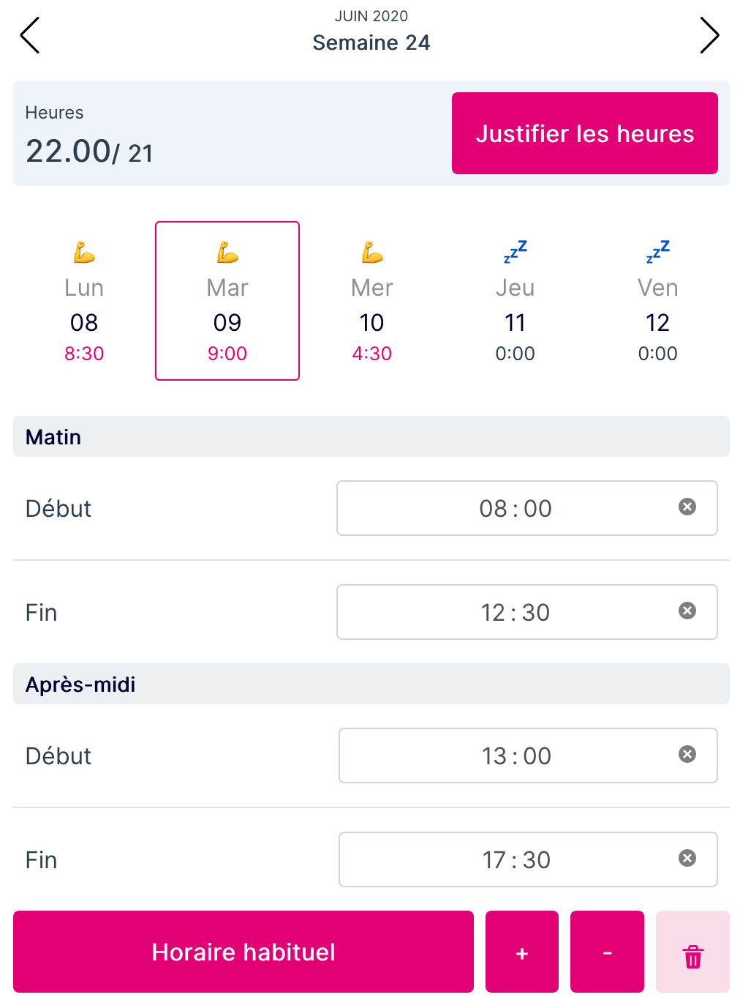 JUIN 2020
Semaine 24
Heures
22.00/ 21
Justifier les heures
Lun Mar Mer Jeu Ven
08 09 10 11 12
8:30 9:00 4:30 0:00 0:00
Matin
Début 08:00
Fin 12:30
Après-midi
Début 13:00
Fin 17:30
Horaire habituel + -